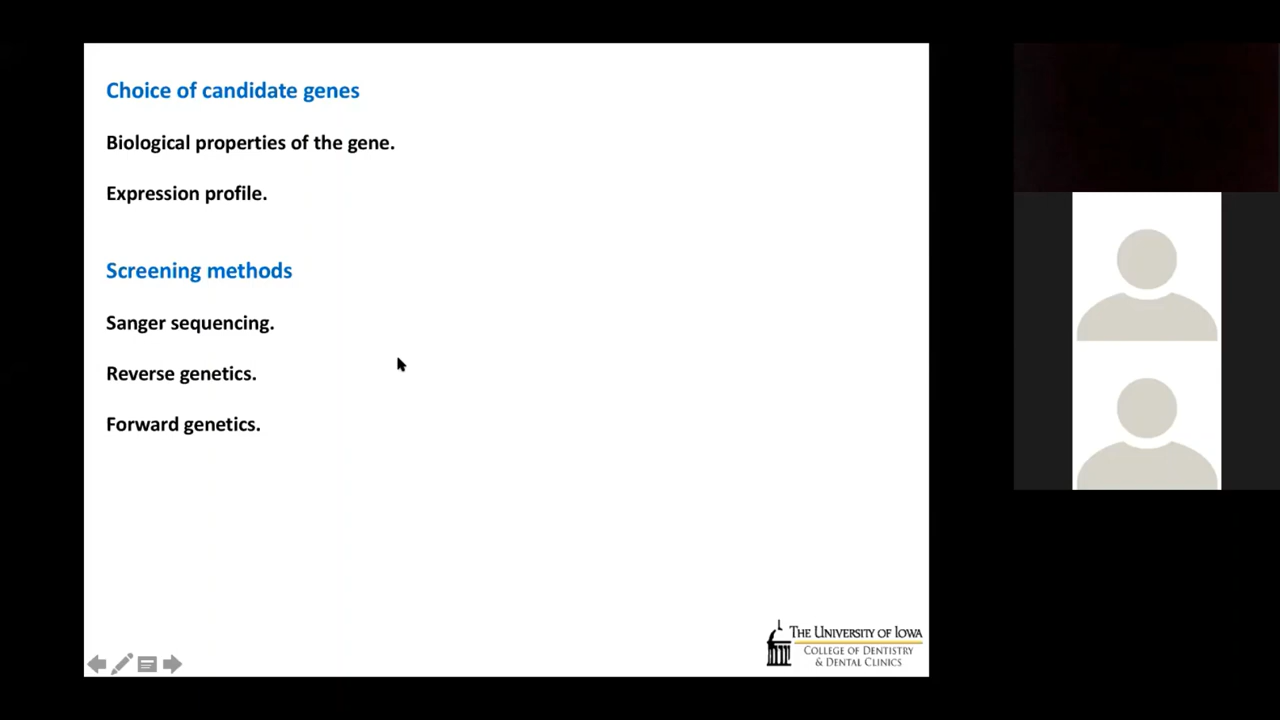 Choice of candidate genes
Biological properties of the gene.
Expression profile.
Screening methods
Sanger sequencing.
Reverse genetics.
Forward genetics.
THE UNIVERSITY OF IOWA
COLLEGE OF DENTISTRY
& DENTAL CLINICS